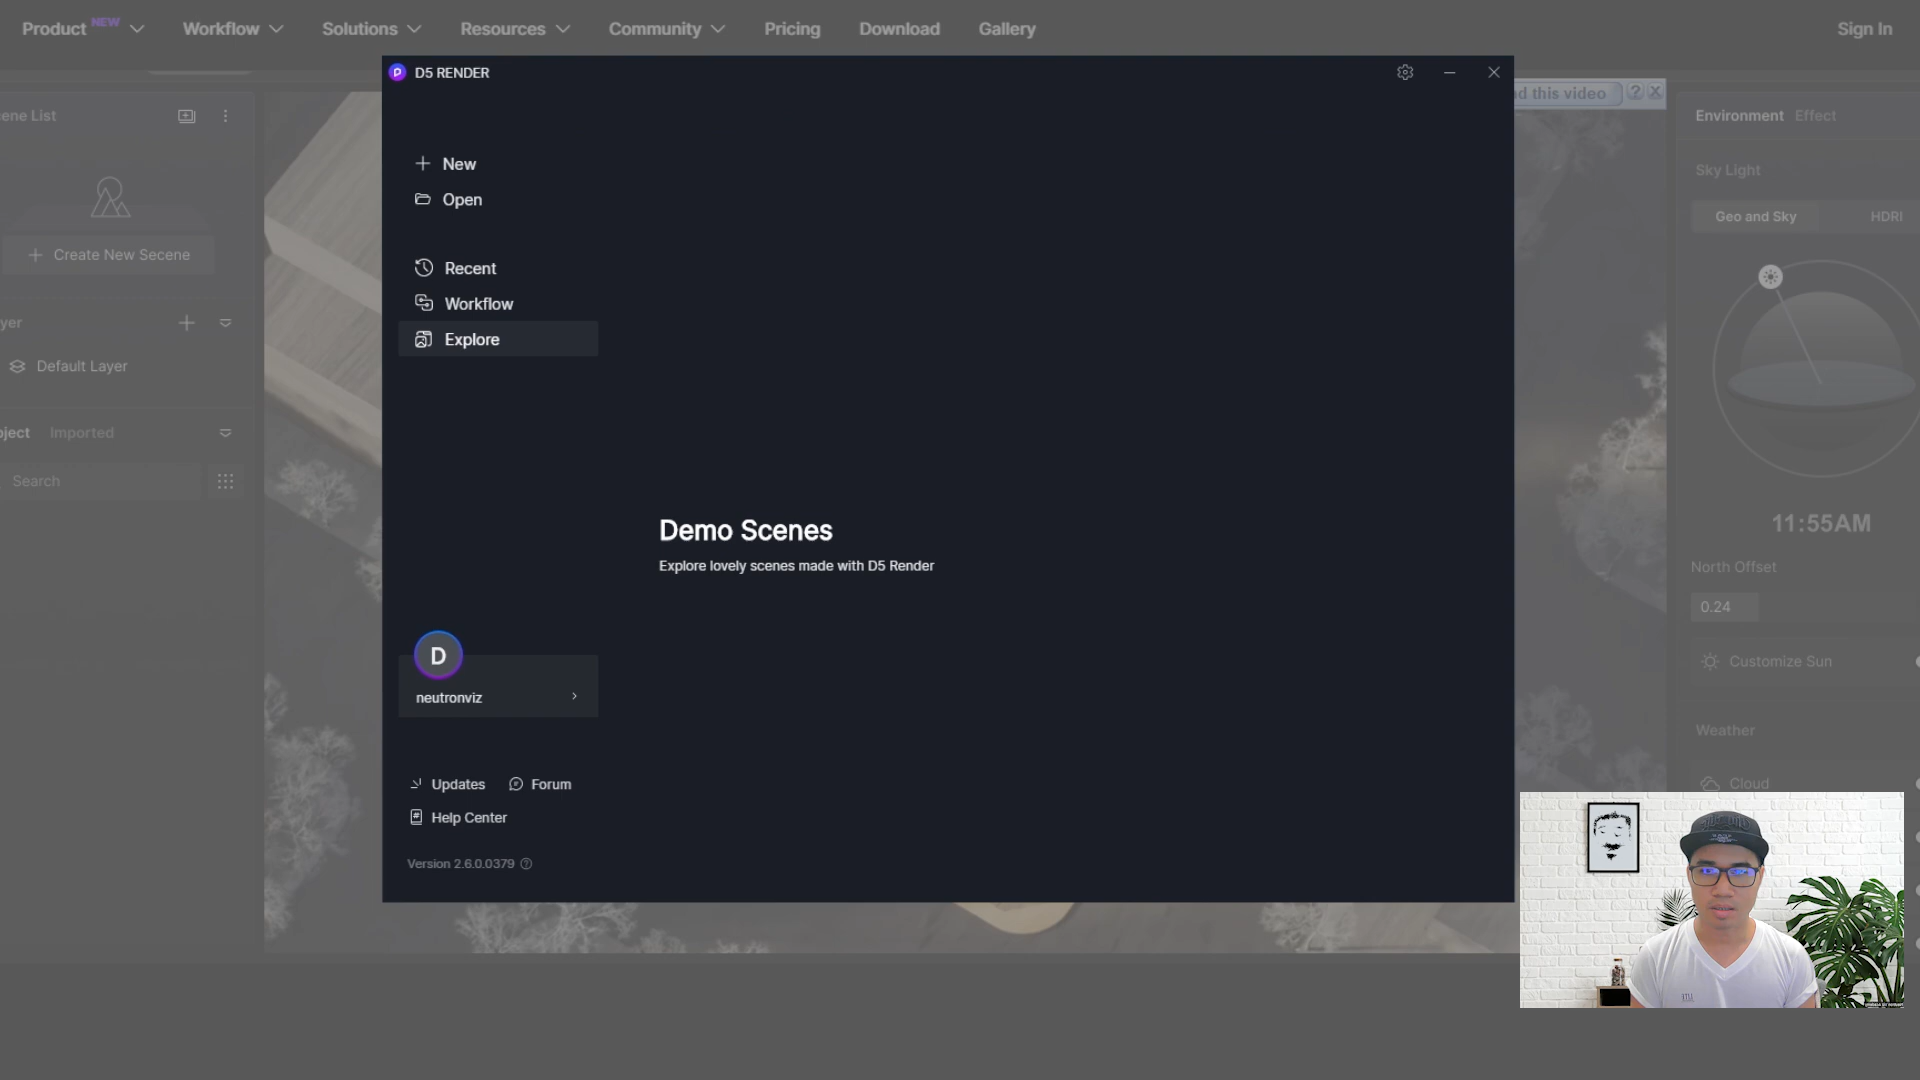 Product NEW Workflow Solutions Resources Community Pricing Download Gallery Sign In
D5 RENDER
d this video ? X
ene List
Create New Secene
yer
Default Layer
ject Imported
Search
New
Open
Recent
Workflow
Explore
Demo Scenes
Explore lovely scenes made with D5 Render
D
neutronviz
Updates Forum
Help Center
Version 2.6.0.0379
Environment Effect
Sky Light
Geo and Sky HDRI
11:55AM
North Offset
0.24
Customize Sun
Weather
Cloud